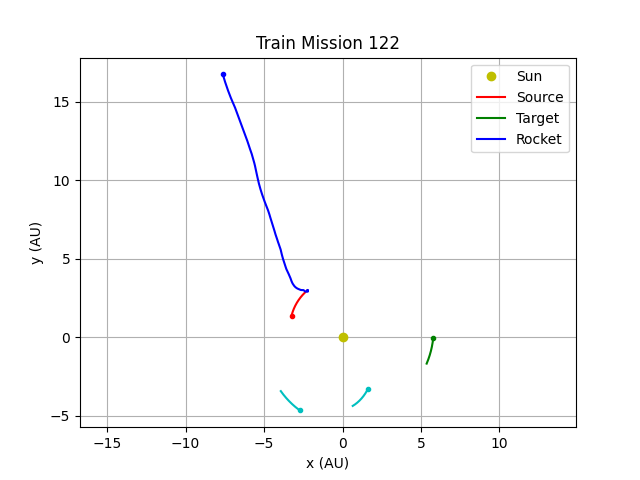 Train Mission 122
Sun
Source
Target
Rocket
15
10
5
0
−5
y (AU)
−15
−10
−5
0
5
10
x (AU)